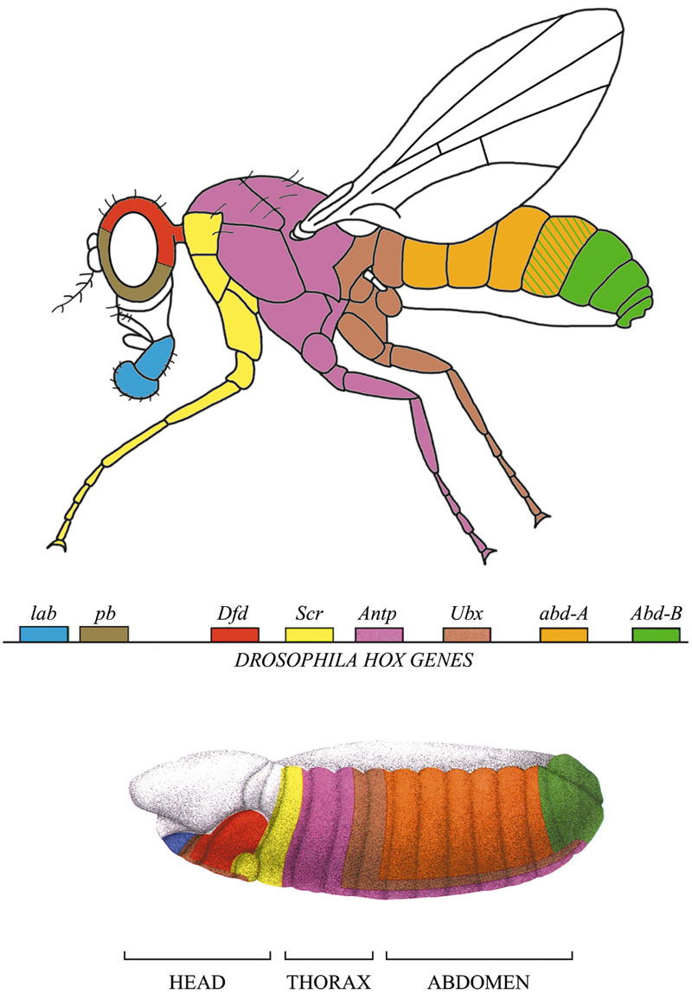 lab pb Dfd Scr Antp Ubx abd-A Abd-B
DROSOPHILA HOX GENES
HEAD THORAX ABDOMEN